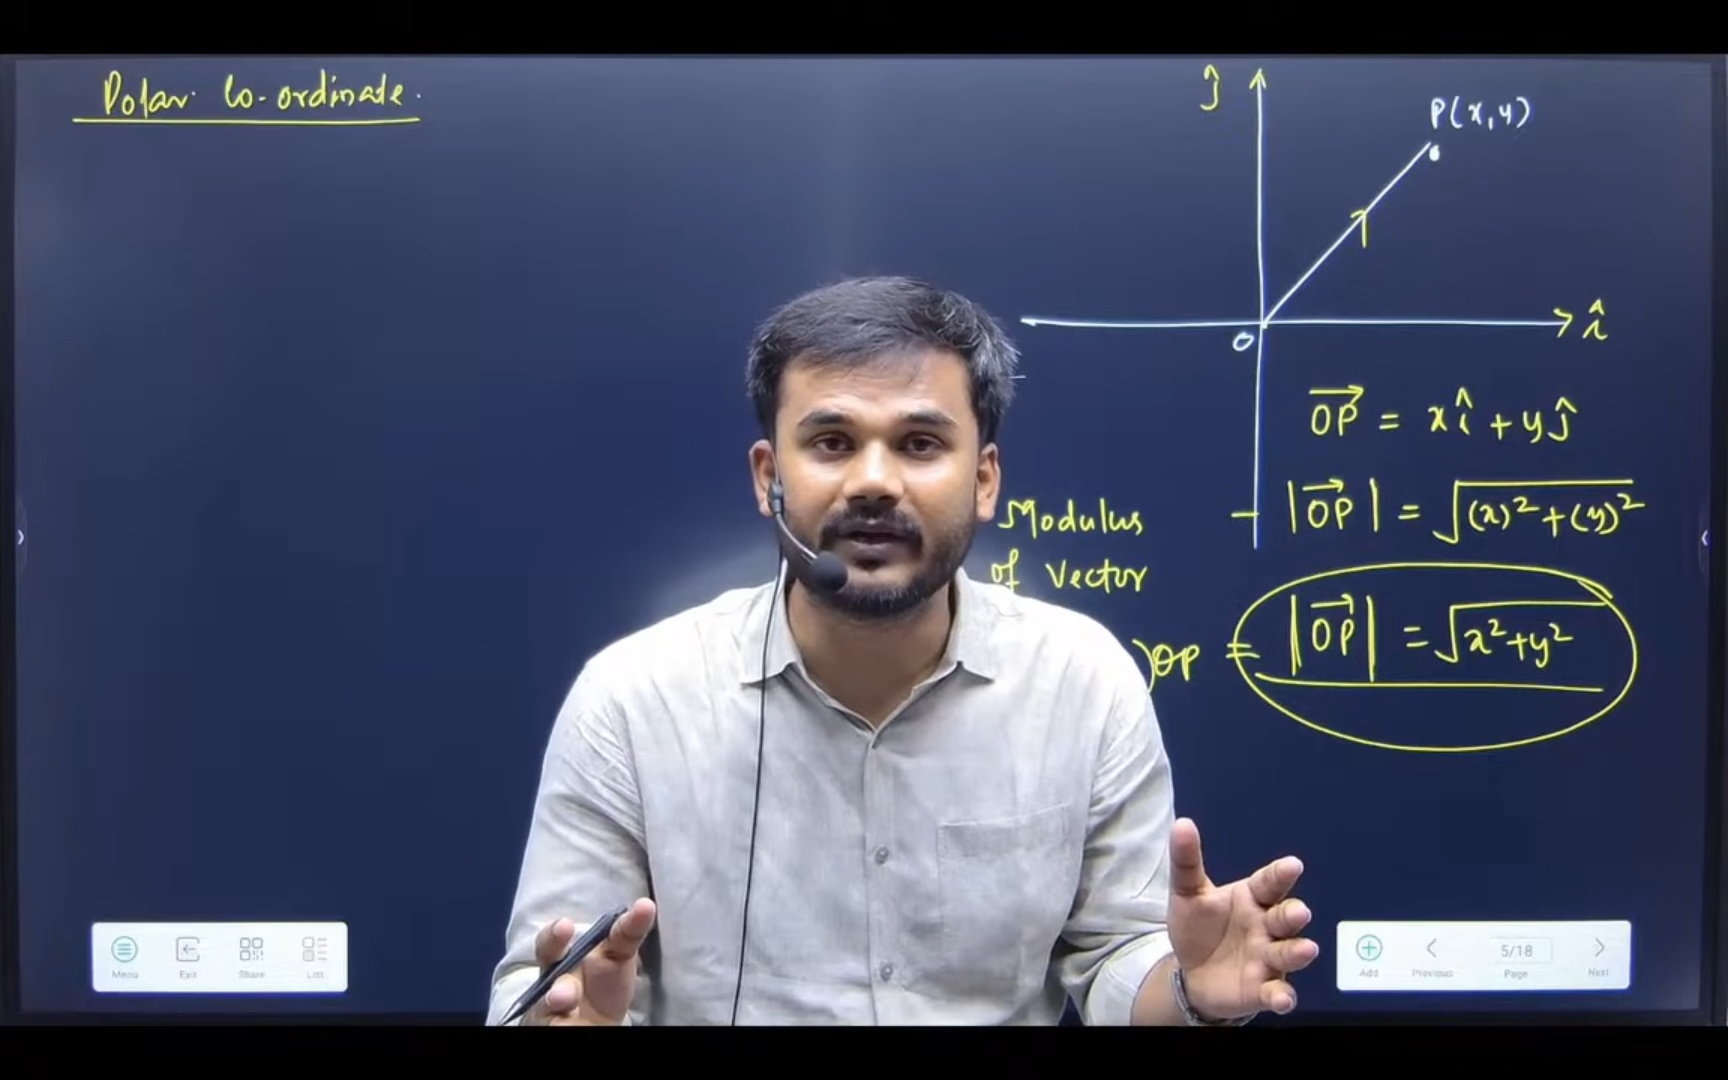 Polar Co-ordinate.
ĵ
P(x,y)
î
O
→OP = xî + yĵ
Modulus
of Vector
- |→OP| = √(x)²+(y)²
)OP = |→OP| = √x²+y²
Menu
Exit
Share
List
Add
Previous
5/18
Page
Next